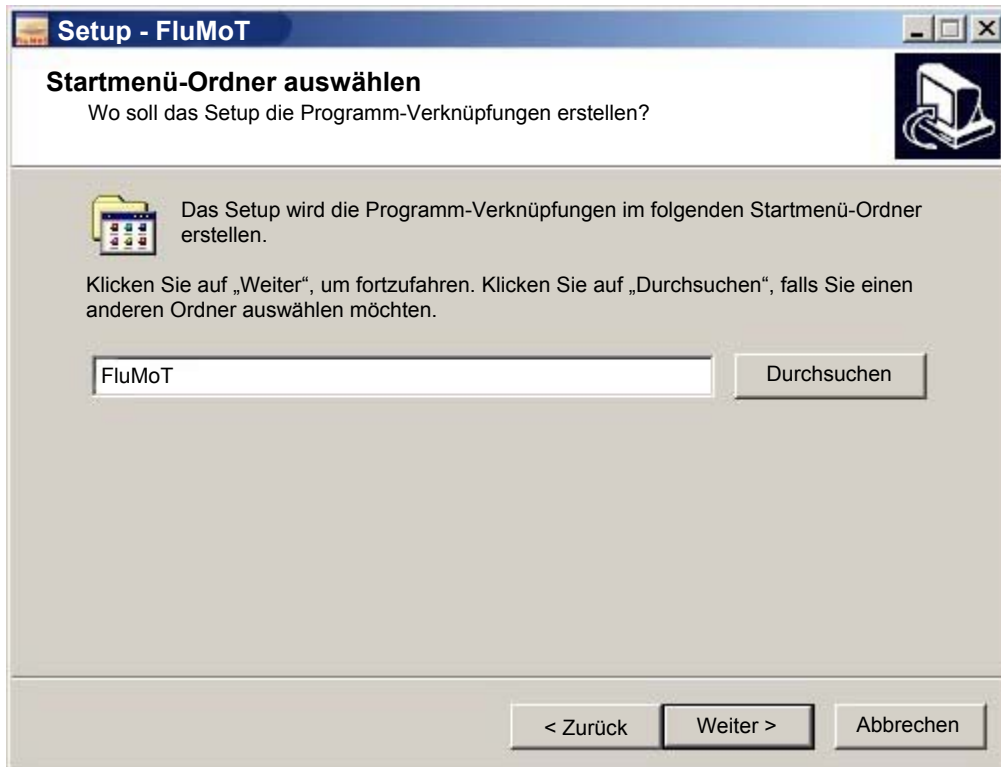 Setup - FluMoT
Startmenü-Ordner auswählen
Wo soll das Setup die Programm-Verknüpfungen erstellen?
Das Setup wird die Programm-Verknüpfungen im folgenden Startmenü-Ordner
erstellen.
Klicken Sie auf „Weiter“, um fortzufahren. Klicken Sie auf „Durchsuchen“, falls Sie einen
anderen Ordner auswählen möchten.
FluMoT
Durchsuchen
< Zurück
Weiter >
Abbrechen